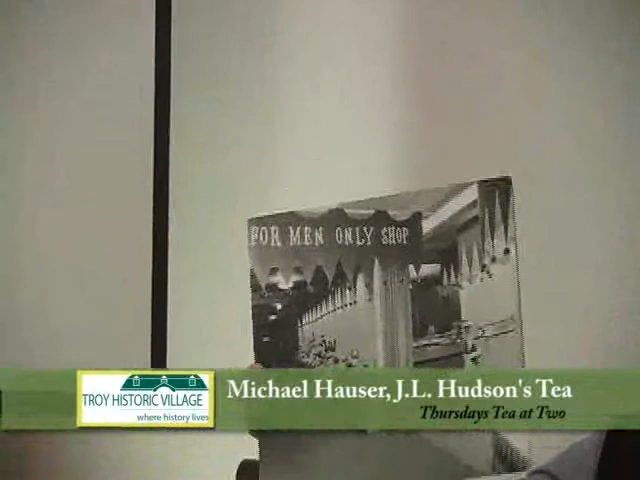 FOR MEN ONLY SHOP
TROY HISTORIC VILLAGE
where history lives
Michael Hauser, J.L. Hudson's Tea
Thursdays Tea at Two